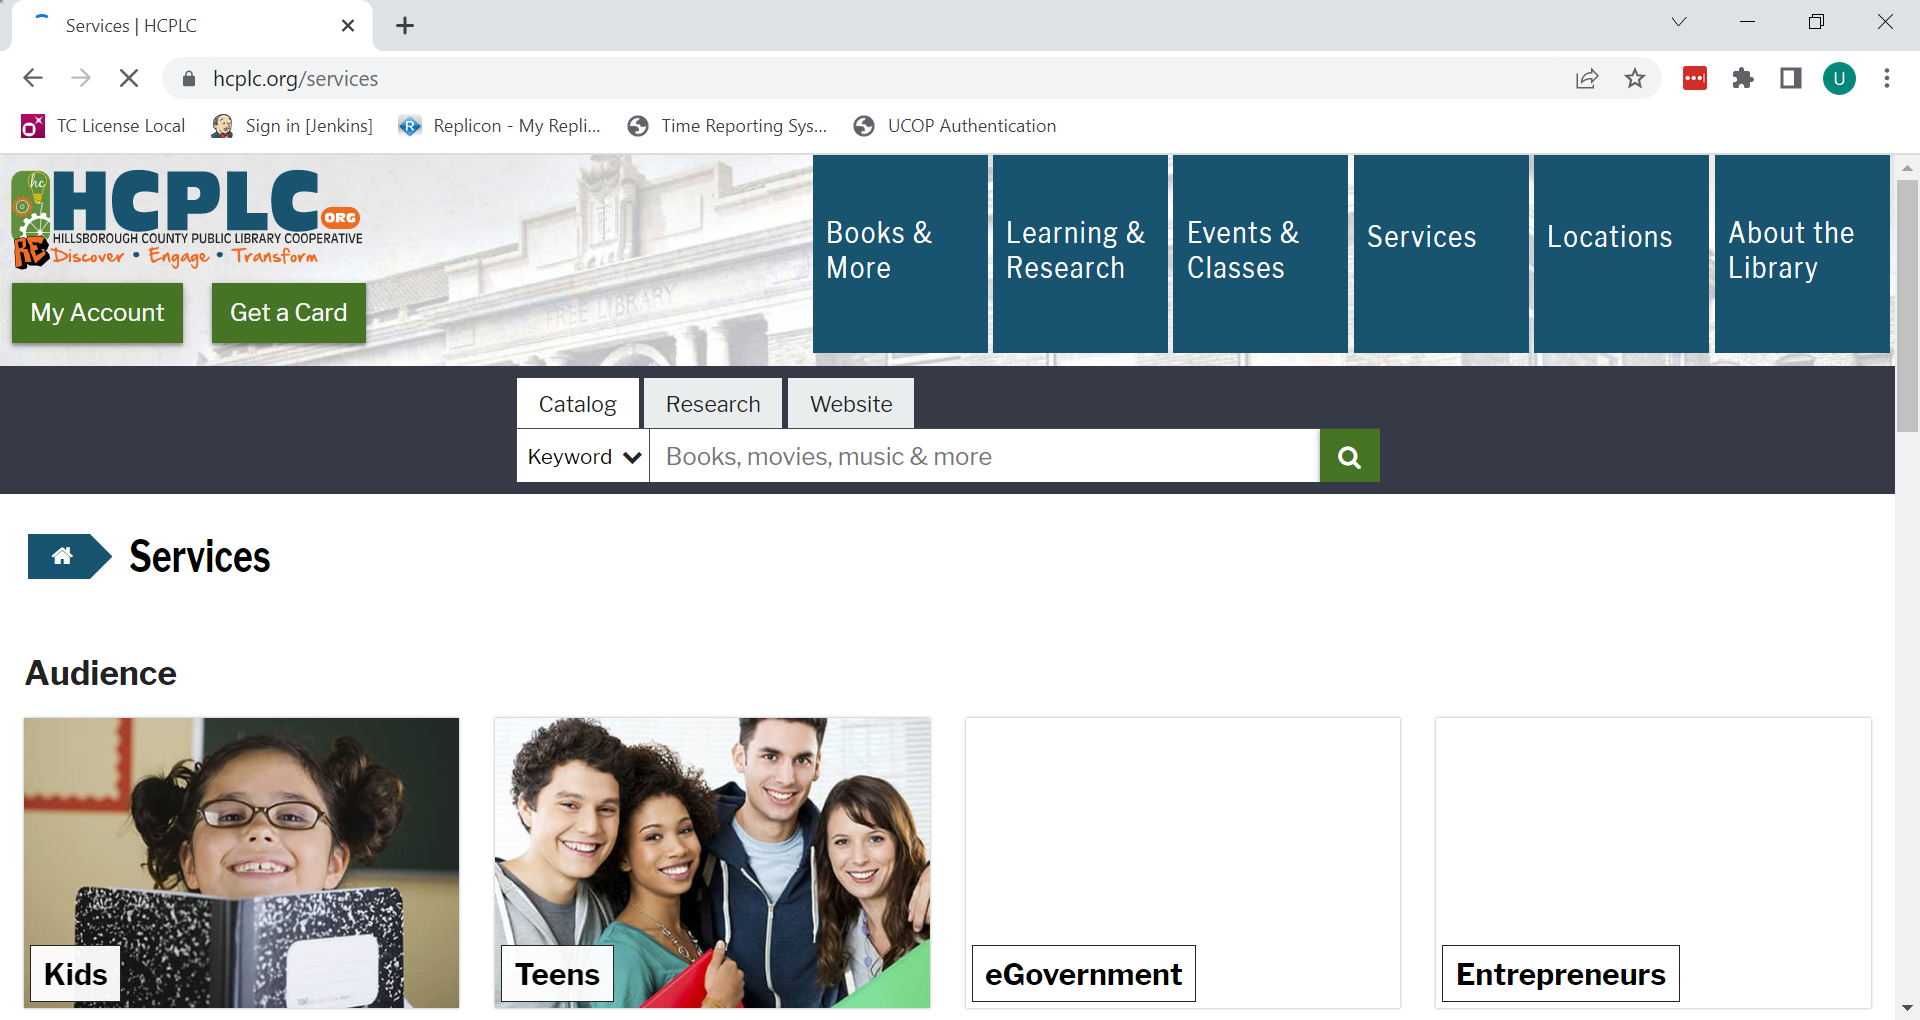 Services | HCPLC
hcplc.org/services
U
TC License Local
Sign in [Jenkins]
Replicon - My Repli...
Time Reporting Sys...
UCOP Authentication
hc
HCPLC
ORG
HILLSBOROUGH COUNTY PUBLIC LIBRARY COOPERATIVE
RE Discover • Engage • Transform
My Account
Get a Card
FREE LIBRARY
Books &
More
Learning &
Research
Events &
Classes
Services
Locations
About the
Library
Catalog
Research
Website
Keyword
Books, movies, music & more
Services
Audience
Kids
Teens
eGovernment
Entrepreneurs